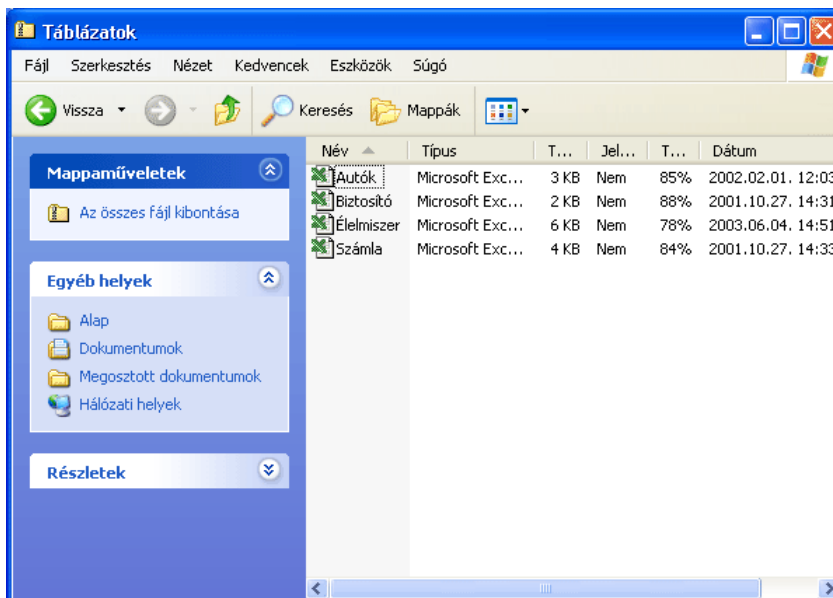 Táblázatok
Fájl Szerkesztés Nézet Kedvencek Eszközök Súgó
Vissza Keresés Mappák
Mappaműveletek
Az összes fájl kibontása
Egyéb helyek
Alap
Dokumentumok
Megosztott dokumentumok
Hálózati helyek
Részletek
Név Típus T... Jel... T... Dátum
Autók Microsoft Exc... 3 KB Nem 85% 2002.02.01. 12:03
Biztosító Microsoft Exc... 2 KB Nem 88% 2001.10.27. 14:31
Élelmiszer Microsoft Exc... 6 KB Nem 78% 2003.06.04. 14:51
Számla Microsoft Exc... 4 KB Nem 84% 2001.10.27. 14:33